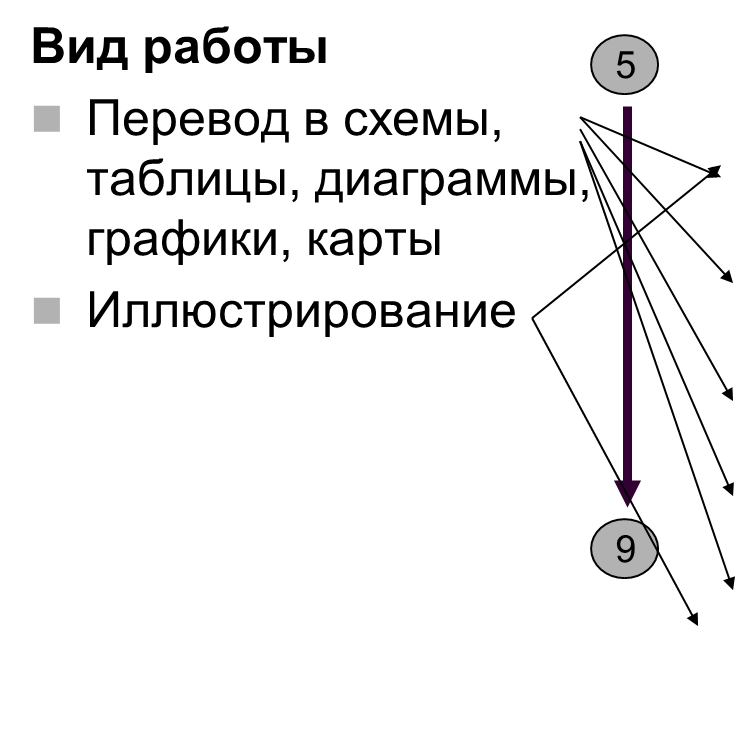 Вид работы
5
Перевод в схемы,
таблицы, диаграммы,
графики, карты
Иллюстрирование
9